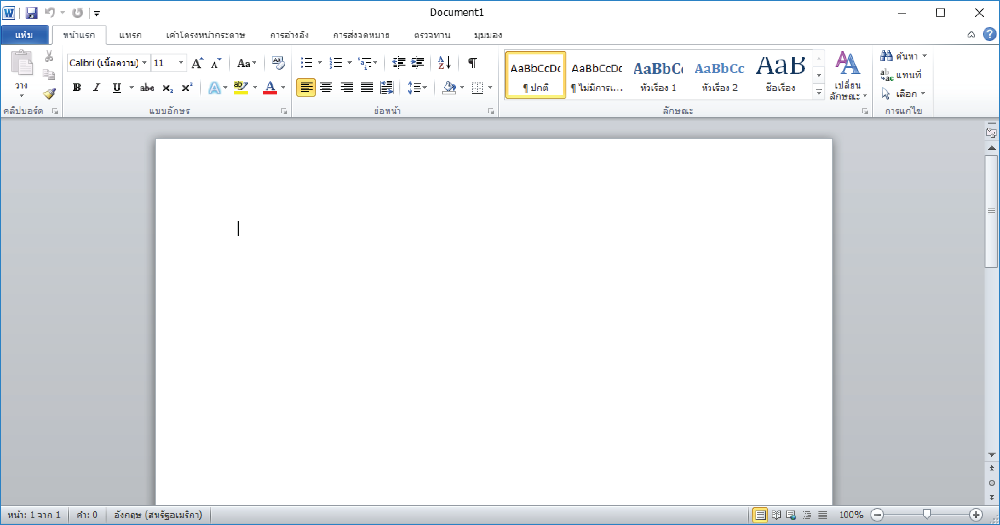 Document1
แฟ้ม หน้าแรก แทรก เค้าโครงหน้ากระดาษ การอ้างอิง การส่งจดหมาย ตรวจทาน มุมมอง
วาง
คลิปบอร์ด
Calibri (เนื้อความ) 11
แบบอักษร
ย่อหน้า
AaBbCcDc AaBbCcDc AaBbC AaBbCc AaB
¶ ปกติ ¶ ไม่มีการเ... หัวเรื่อง 1 หัวเรื่อง 2 ชื่อเรื่อง
เปลี่ยน
ลักษณะ
ลักษณะ
ค้นหา
แทนที่
เลือก
การแก้ไข
หน้า: 1 จาก 1 คำ: 0 อังกฤษ (สหรัฐอเมริกา) 100%